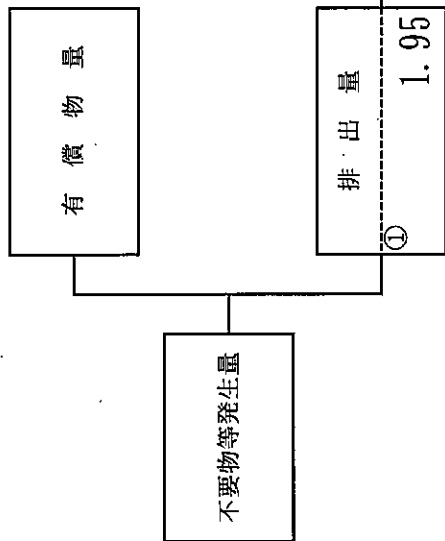 有償物量
不要物等発生量
排出量
①
1.95